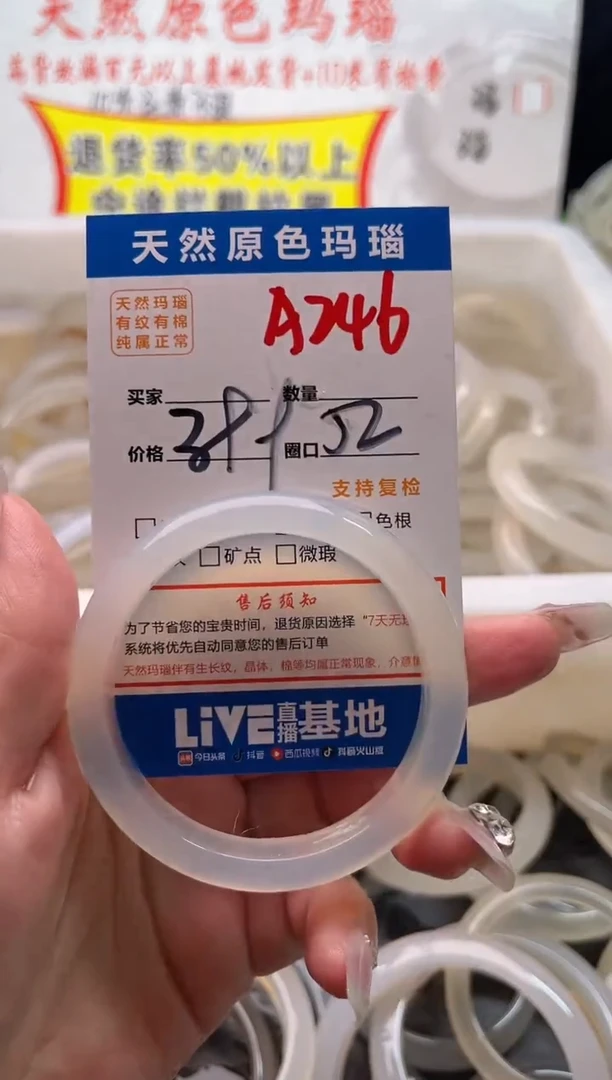 天然原色玛瑙
退货率50%以上
天然原色玛瑙
天然玛瑙
有纹有棉
纯属正常
A246
买家 数量
价格 圈口 52
支持复检
色根
矿点 微瑕
售后须知
为了节省您的宝贵时间，退货原因选择“7天无理
系统将优先自动同意您的售后订单
天然玛瑙伴有生长纹，晶体，棉等均属正常现象，介意慎
LiVE直播基地
今日头条 抖音 西瓜视频 抖音火山版